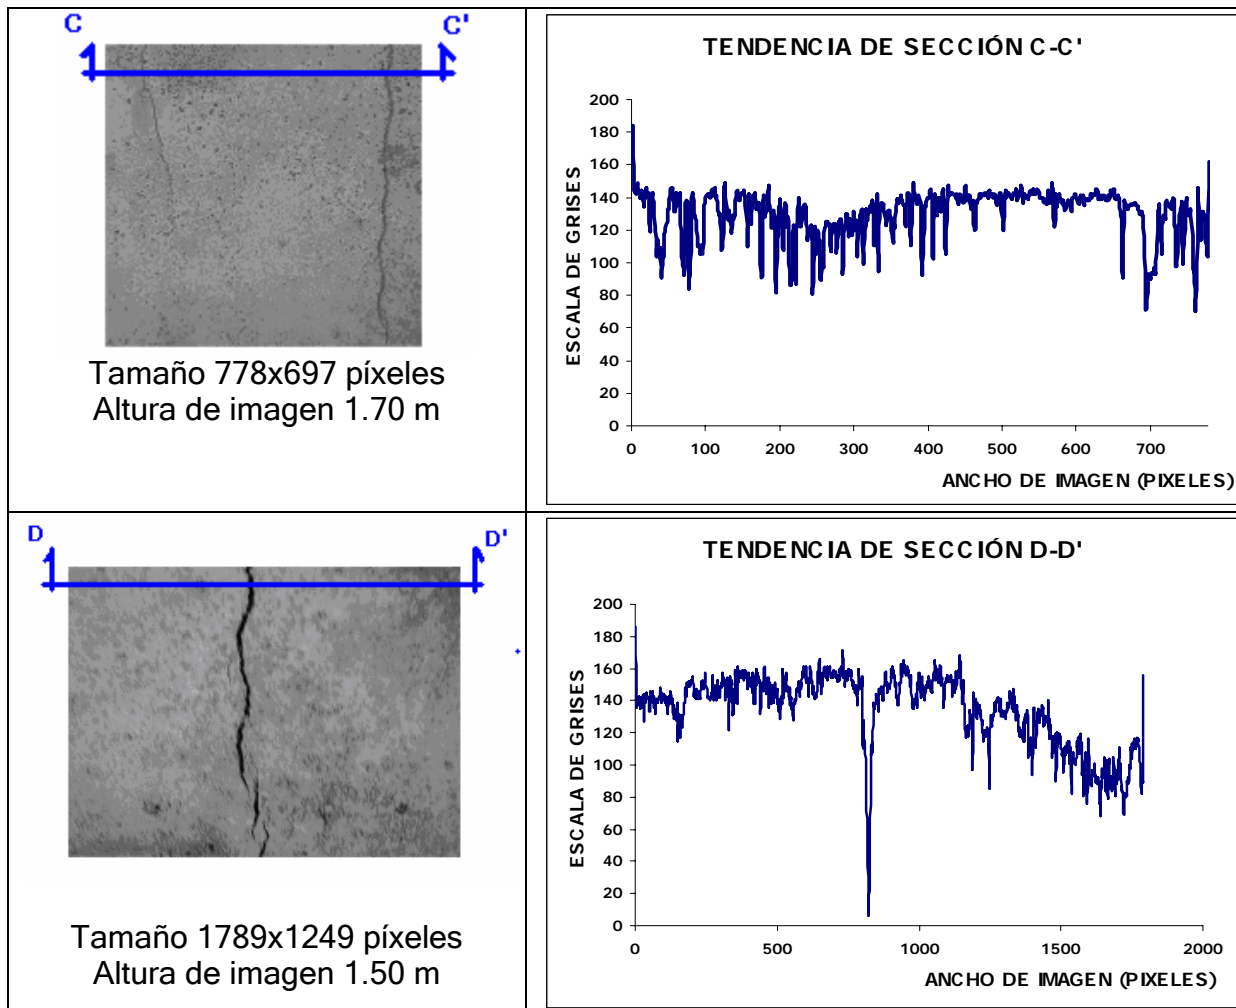 C C'
Tamaño 778x697 píxeles
Altura de imagen 1.70 m
TENDENCIA DE SECCIÓN C-C'
ESCALA DE GRISES
200
180
160
140
120
100
80
60
40
20
0
0 100 200 300 400 500 600 700
ANCHO DE IMAGEN (PIXELES)
D D'
Tamaño 1789x1249 píxeles
Altura de imagen 1.50 m
TENDENCIA DE SECCIÓN D-D'
ESCALA DE GRISES
200
180
160
140
120
100
80
60
40
20
0
0 500 1000 1500 2000
ANCHO DE IMAGEN (PIXELES)